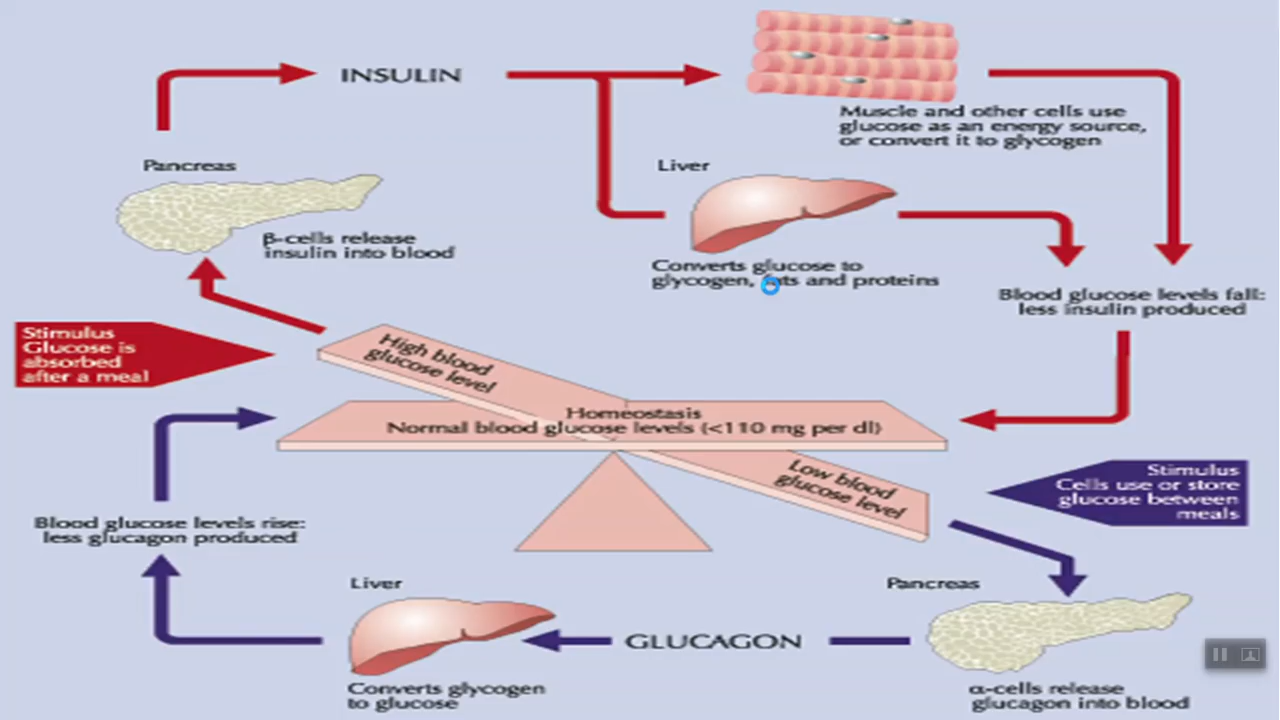 INSULIN
Muscle and other cells use
glucose as an energy source,
or convert it to glycogen
Pancreas
Liver
β-cells release
insulin into blood
Converts glucose to
glycogen, fats and proteins
Blood glucose levels fall:
less insulin produced
Stimulus
Glucose is
absorbed
after a meal
High blood
glucose level
Homeostasis
Normal blood glucose levels (<110 mg per dl)
Low blood
glucose level
Stimulus
Cells use or store
glucose between
meals
Blood glucose levels rise:
less glucagon produced
Liver
Pancreas
GLUCAGON
Converts glycogen
to glucose
α-cells release
glucagon into blood